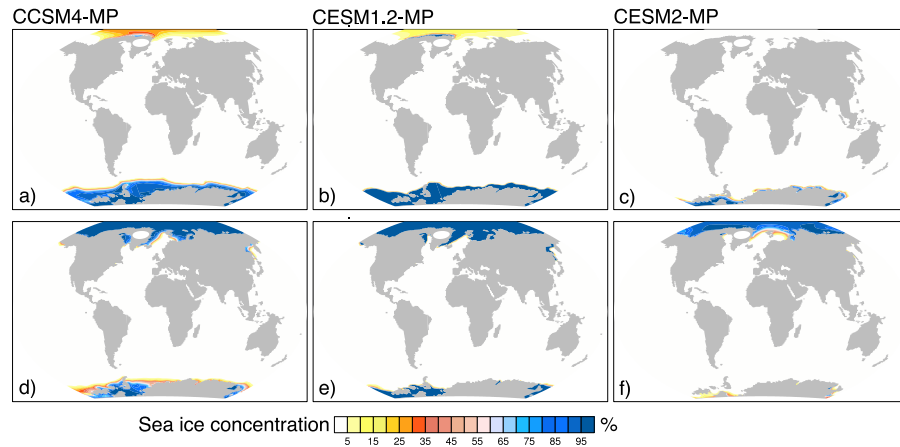 CCSM4-MP CESM1.2-MP CESM2-MP
a) b) c)
d) e) f)
Sea ice concentration %
5 15 25 35 45 55 65 75 85 95